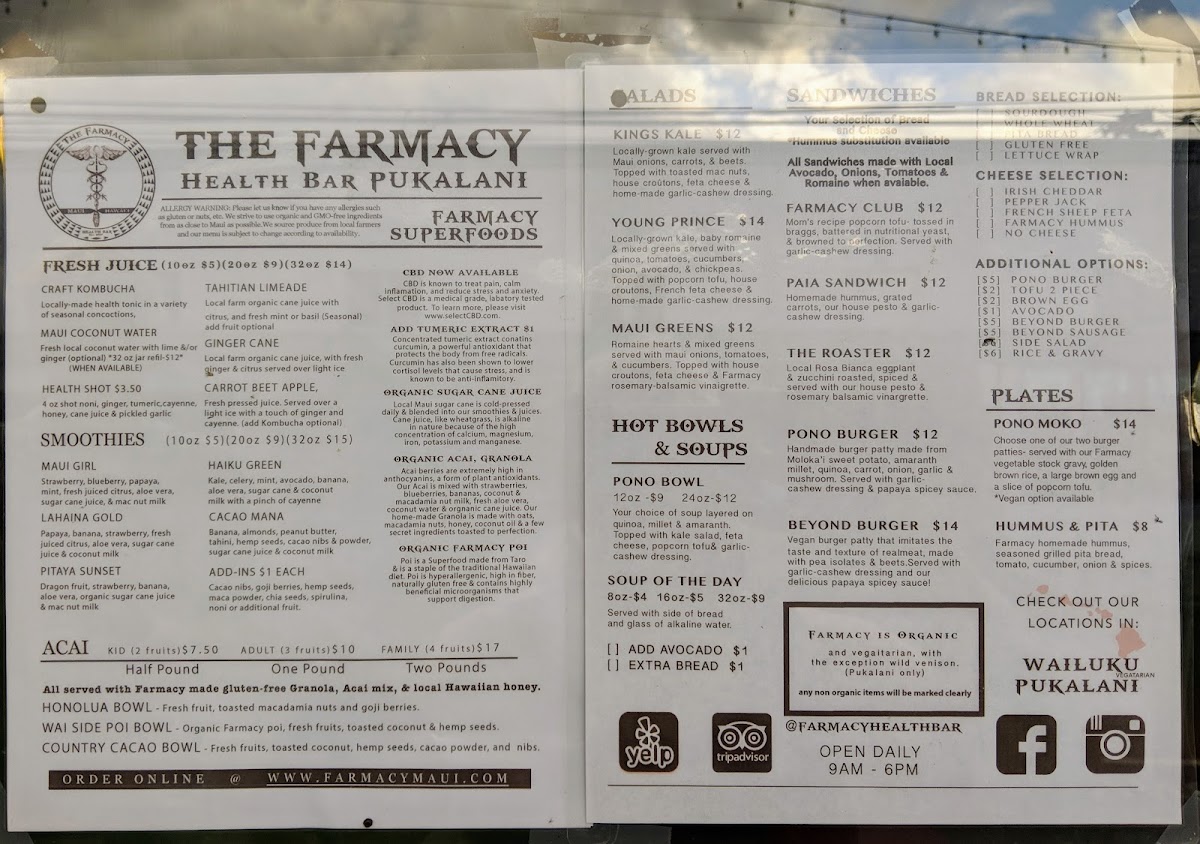 THE FARMACY
MAUI HAWAII
THE FARMACY
HEALTH BAR PUKALANI
ALLERGY WARNING: Please let us know if you have any allergies such
as gluten or nuts, etc. We strive to use organic and GMO-free ingredients
from as close to Maui as possible. We source produce from local farmers
and our menu is subject to change according to availability.
FARMACY
SUPERFOODS
FRESH JUICE (10oz $5)(20oz $9)(32oz $14)
CRAFT KOMBUCHA
Locally-made health tonic in a variety
of seasonal concoctions,
MAUI COCONUT WATER
Fresh local coconut water with lime &/or
ginger (optional) *32 oz jar refil-$12*
(WHEN AVAILABLE)
HEALTH SHOT $3.50
4 oz shot noni, ginger, tumeric,cayenne,
honey, cane juice & pickled garlic
TAHITIAN LIMEADE
Local farm organic cane juice with
citrus, and fresh mint or basil (Seasonal)
add fruit optional
GINGER CANE
Local farm organic cane juice, with fresh
ginger & citrus served over light ice
CARROT BEET APPLE,
Fresh pressed juice. Served over a
light ice with a touch of ginger and
cayenne. (add Kombucha optional)
SMOOTHIES (10oz $5)(20oz $9)(32oz $15)
MAUI GIRL
Strawberry, blueberry, papaya,
mint, fresh juiced citrus, aloe vera,
sugar cane juice, & mac nut milk
LAHAINA GOLD
Papaya, banana, strawberry, fresh
juiced citrus, aloe vera, sugar cane
juice & coconut milk
PITAYA SUNSET
Dragon fruit, strawberry, banana,
aloe vera, organic sugar cane juice
& mac nut milk
HAIKU GREEN
Kale, celery, mint, avocado, banana,
aloe vera, sugar cane & coconut
milk with a pinch of cayenne
CACAO MANA
Banana, almonds, peanut butter,
tahini, hemp seeds, cacao nibs & powder,
sugar cane juice & coconut milk
ADD-INS $1 EACH
Cacao nibs, goji berries, hemp seeds,
maca powder, chia seeds, spirulina,
noni or additional fruit.
CBD NOW AVAILABLE
CBD is known to treat pain, calm
inflamation, and reduce stress and anxiety.
Select CBD is a medical grade, labatory tested
product. To learn more, please visit
www.selectCBD.com.
ADD TUMERIC EXTRACT $1
Concentrated tumeric extract conatins
curcumin, a powerful antioxidant that
protects the body from free radicals.
Curcumin has also been shown to lower
cortisol levels that cause stress, and is
known to be anti-inflamitory.
ORGANIC SUGAR CANE JUICE
Local Maui sugar cane is cold-pressed
daily & blended into our smoothies & juices.
Cane juice, like wheatgrass, is alkaline
in nature because of the high
concentration of calcium, magnesium,
iron, potassium and manganese.
ORGANIC ACAI, GRANOLA
Acai berries are extremely high in
anthocyanins, a form of plant antioxidants.
Our Acai is mixed with strawberries,
blueberries, bananas, coconut &
macadamia nut milk, fresh aloe vera,
coconut water & orgnanic cane juice. Our
home-made Granola is made with oats,
macadamia nuts, honey, coconut oil & a few
secret ingredients toasted to perfection.
ORGANIC FARMACY POI
Poi is a Superfood made from Taro
& is a staple of the traditional Hawaiian
diet. Poi is hyperallergenic, high in fiber,
naturally gluten free & contains highly
beneficial microorganisms that
support digestion.
ACAI KID (2 fruits)$7.50 ADULT (3 fruits)$10 FAMILY (4 fruits)$17
Half Pound One Pound Two Pounds
All served with Farmacy made gluten-free Granola, Acai mix, & local Hawaiian honey.
HONOLUA BOWL - Fresh fruit, toasted macadamia nuts and goji berries.
WAI SIDE POI BOWL - Organic Farmacy poi, fresh fruits, toasted coconut & hemp seeds.
COUNTRY CACAO BOWL - Fresh fruits, toasted coconut, hemp seeds, cacao powder, and nibs.
ORDER ONLINE @ WWW.FARMACYMAUI.COM
ALADS
KINGS KALE $12
Locally-grown kale served with
Maui onions, carrots, & beets.
Topped with toasted mac nuts,
house croûtons, feta cheese &
home-made garlic-cashew dressing.
YOUNG PRINCE $14
Locally-grown kale, baby romaine
& mixed greens served with
quinoa, tomatoes, cucumbers,
onion, avocado, & chickpeas.
Topped with popcorn tofu, house
croutons, French feta cheese &
home-made garlic-cashew dressing.
MAUI GREENS $12
Romaine hearts & mixed greens
served with maui onions, tomatoes,
& cucumbers. Topped with house
croutons, feta cheese & Farmacy
rosemary-balsamic vinaigrette.
HOT BOWLS
& SOUPS
PONO BOWL
12oz -$9 24oz-$12
Your choice of soup layered on
quinoa, millet & amaranth.
Topped with kale salad, feta
cheese, popcorn tofu& garlic-
cashew dressing.
SOUP OF THE DAY
8oz-$4 16oz-$5 32oz-$9
Served with side of bread
and glass of alkaline water.
[ ] ADD AVOCADO $1
[ ] EXTRA BREAD $1
yelp
tripadvisor
SANDWICHES
Your Selection of Bread
and Cheese
*Hummus substitution available
All Sandwiches made with Local
Avocado, Onions, Tomatoes &
Romaine when avaiable.
FARMACY CLUB $12
Mom's recipe popcorn tofu- tossed in
braggs, battered in nutritional yeast,
& browned to perfection. Served with
garlic-cashew dressing.
PAIA SANDWICH $12
Homemade hummus, grated
carrots, our house pesto &
cashew dressing.
THE ROASTER $12
Local Rosa Bianca eggplant
& zucchini roasted, spiced &
served with our house pesto &
rosemary balsamic vinargrette.
PONO BURGER $12
Handmade burger patty made from
Moloka'i sweet potato, amaranth
millet, quinoa, carrot, onion, garlic &
mushroom. Served with garlic-
cashew dressing & papaya spicey sauce.
BEYOND BURGER $14
Vegan burger patty that imitates the
taste and texture of realmeat, made
with pea isolates & beets.Served with
garlic-cashew dressing and our
delicious papaya spicey sauce!
FARMACY IS ORGANIC
and vegaitarian, with
the exception wild venison.
(Pukalani only)
any non organic items will be marked clearly
@FARMACYHEALTHBAR
OPEN DAILY
9AM - 6PM
BREAD SELECTION:
[ ] SOURDOUGH
[ ] WHOLE WHEAT
[ ] PITA BREAD
[ ] GLUTEN FREE
[ ] LETTUCE WRAP
CHEESE SELECTION:
[ ] IRISH CHEDDAR
[ ] PEPPER JACK
[ ] FRENCH SHEEP FETA
[ ] FARMACY HUMMUS
[ ] NO CHEESE
ADDITIONAL OPTIONS:
[$5] PONO BURGER
[$2] TOFU 2 PIECE
[$2] BROWN EGG
[$1] AVOCADO
[$5] BEYOND BURGER
[$5] BEYOND SAUSAGE
SIDE SALAD
[$6] RICE & GRAVY
PLATES
PONO MOKO $14
Choose one of our two burger
patties- served with our Farmacy
vegetable stock gravy, golden
brown rice, a large brown egg and
a slice of popcorn tofu.
*Vegan option available
HUMMUS & PITA $8
Farmacy homemade hummus,
seasoned grilled pita bread,
tomato, cucumber, onion & spices.
CHECK OUT OUR
LOCATIONS IN:
WAILUKU
VEGATARIAN
PUKALANI